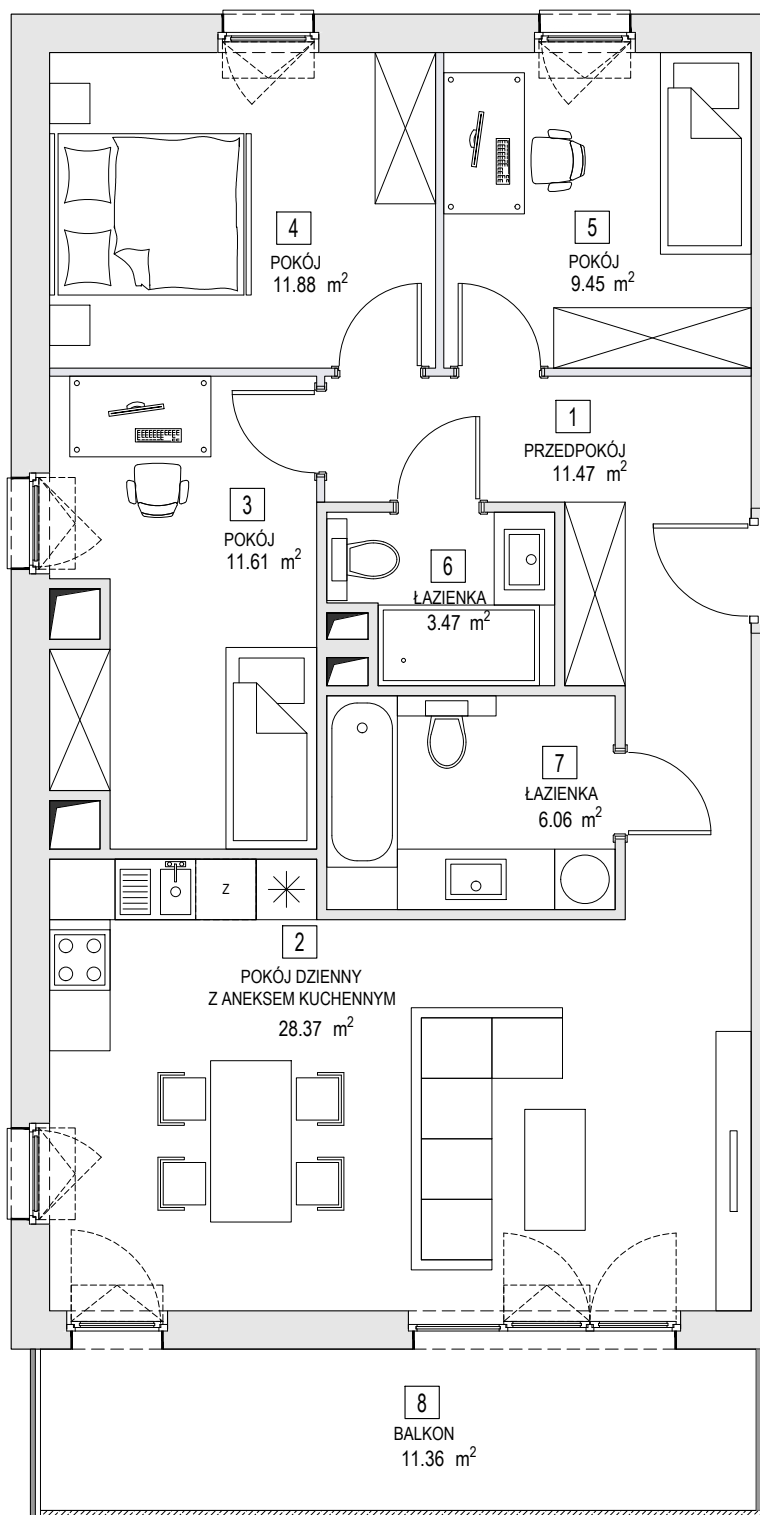 4
POKÓJ
11.88 m²
5
POKÓJ
9.45 m²
1
PRZEDPOKÓJ
11.47 m²
3
POKÓJ
11.61 m²
6
ŁAZIENKA
3.47 m²
7
ŁAZIENKA
6.06 m²
Z
2
POKÓJ DZIENNY
Z ANEKSEM KUCHENNYM
28.37 m²
8
BALKON
11.36 m²